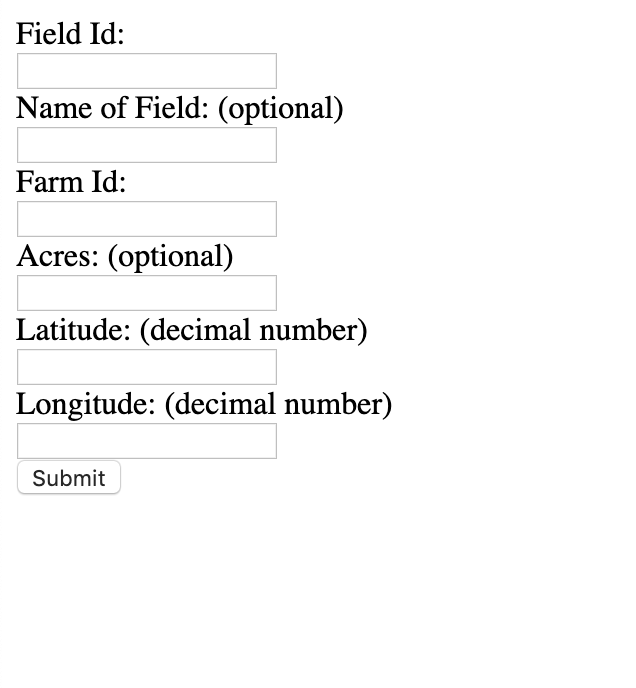 Field Id:
Name of Field: (optional)
Farm Id:
Acres: (optional)
Latitude: (decimal number)
Longitude: (decimal number)
Submit